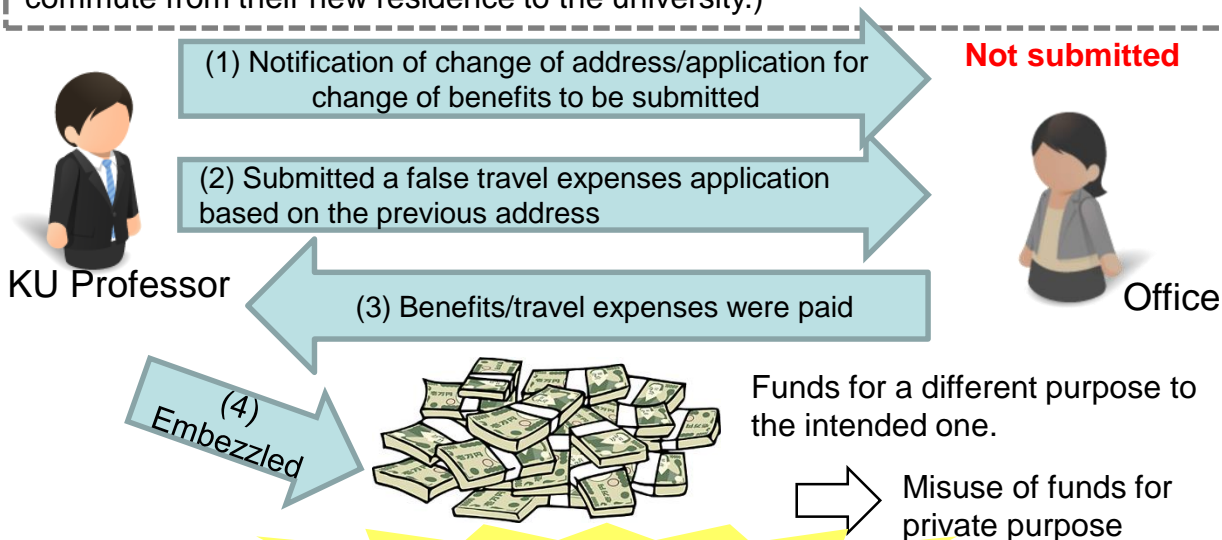 commute from their new residence to the university.)
(1) Notification of change of address/application for
change of benefits to be submitted
Not submitted
(2) Submitted a false travel expenses application
based on the previous address
KU Professor
Office
(3) Benefits/travel expenses were paid
(4)
Embezzled
Funds for a different purpose to
the intended one.
Misuse of funds for
private purpose